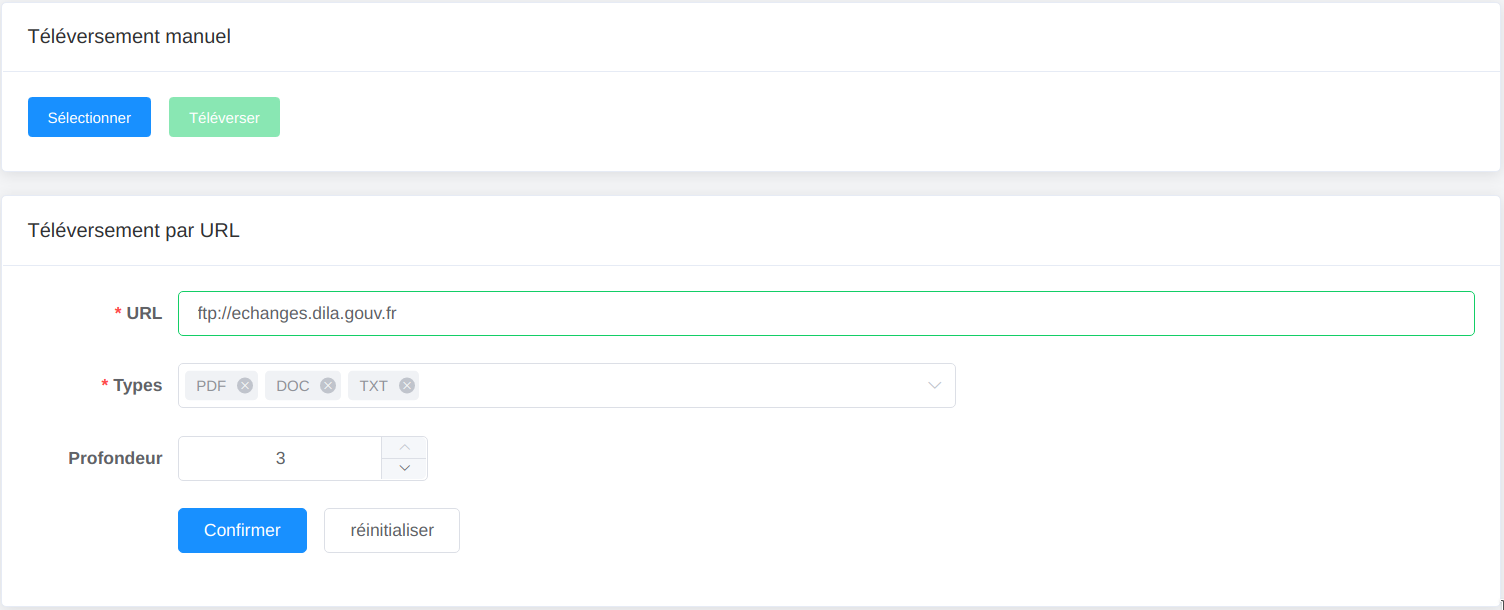 Téléversement manuel
Sélectionner Téléverser
Téléversement par URL
* URL ftp://echanges.dila.gouv.fr
* Types PDF DOC TXT
Profondeur 3
Confirmer réinitialiser